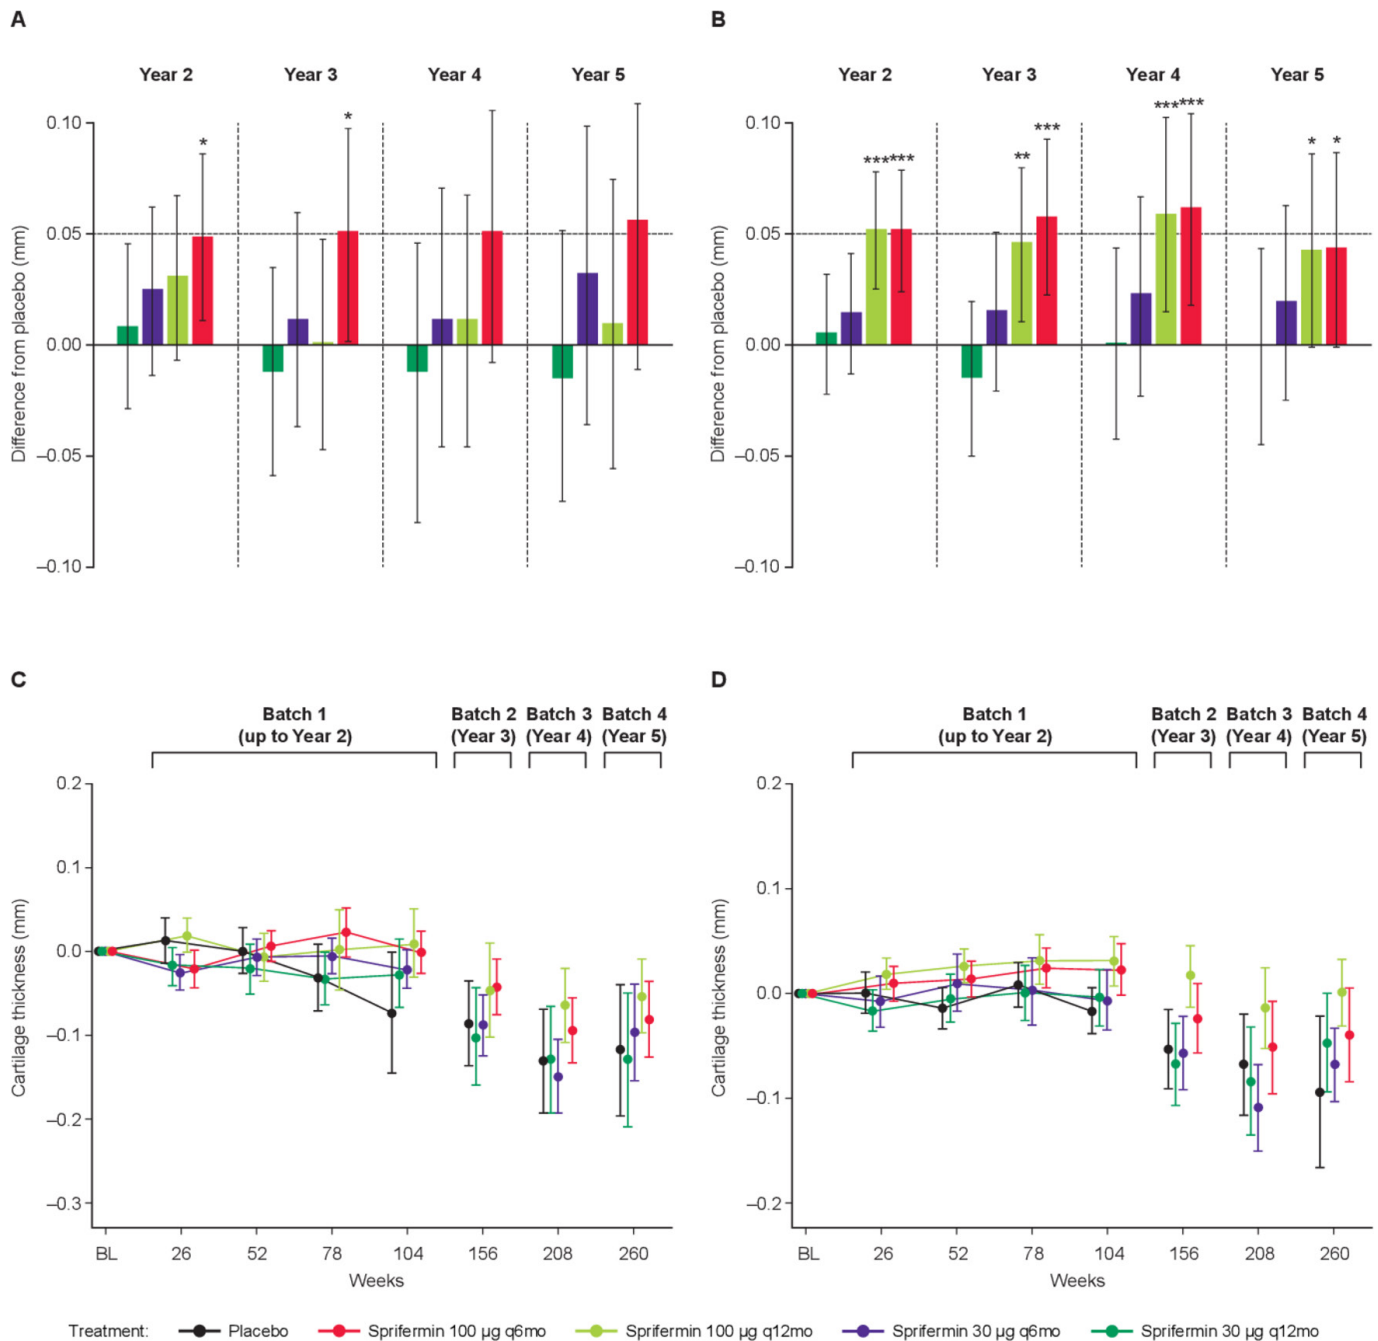 A
Year 2 Year 3 Year 4 Year 5
Difference from placebo (mm)
0.10
0.05
0.00
–0.05
–0.10
* *
B
Year 2 Year 3 Year 4 Year 5
Difference from placebo (mm)
0.10
0.05
0.00
–0.05
–0.10
*** *** ** *** *** *** * *
C
Batch 1 Batch 2 Batch 3 Batch 4
(up to Year 2) (Year 3) (Year 4) (Year 5)
Cartilage thickness (mm)
0.2
0.1
0.0
–0.1
–0.2
–0.3
BL 26 52 78 104 156 208 260
Weeks
D
Batch 1 Batch 2 Batch 3 Batch 4
(up to Year 2) (Year 3) (Year 4) (Year 5)
Cartilage thickness (mm)
0.2
0.1
0.0
–0.1
–0.2
BL 26 52 78 104 156 208 260
Weeks
Treatment: Placebo Sprifermin 100 µg q6mo Sprifermin 100 µg q12mo Sprifermin 30 µg q6mo Sprifermin 30 µg q12mo